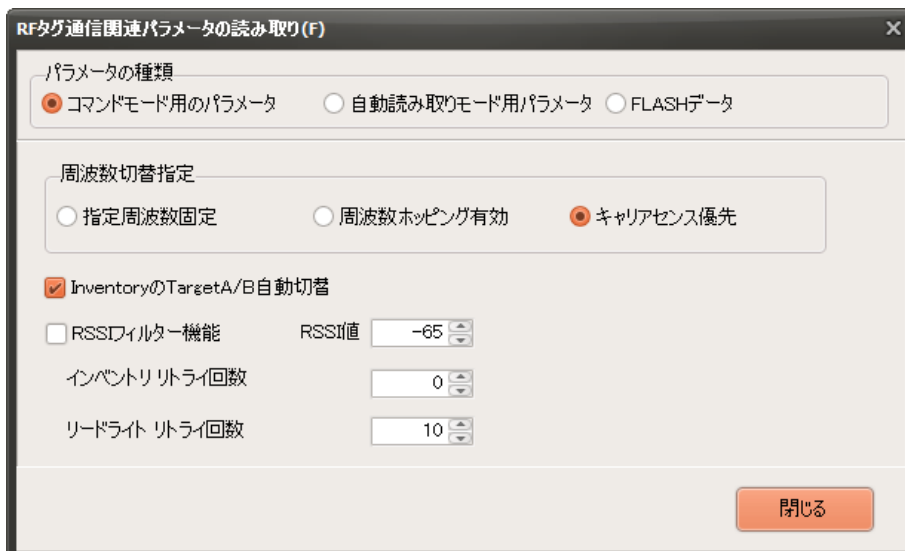 RFタグ通信関連パラメータの読み取り(F)
パラメータの種類
コマンドモード用のパラメータ 自動読み取りモード用パラメータ FLASHデータ
周波数切替指定
指定周波数固定 周波数ホッピング有効 キャリアセンス優先
InventoryのTargetA/B自動切替
RSSIフィルター機能 RSSI値 -65
インベントリ リトライ回数 0
リードライト リトライ回数 10
閉じる